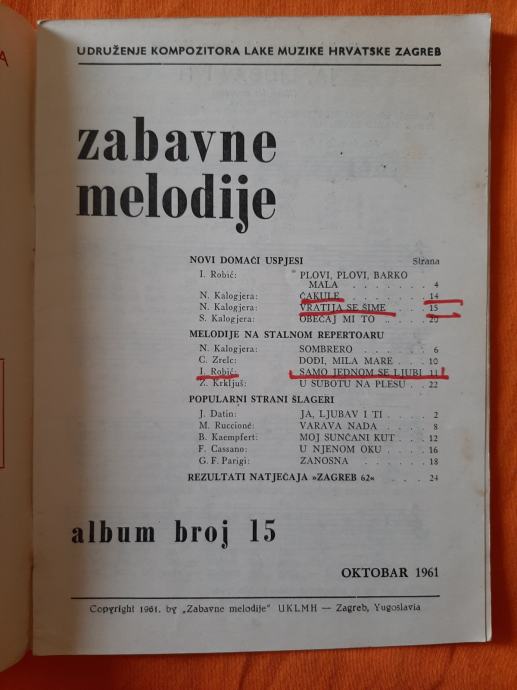 UDRUŽENJE KOMPOZITORA LAKE MUZIKE HRVATSKE ZAGREB
zabavne
melodije
NOVI DOMAĆI USPJESI Strana
I. Robić: PLOVI, PLOVI, BARKO
MALA . . . . . . . 4
N. Kalogjera: ČAKULE . . . . . . 14
N. Kalogjera: VRATIJA SE ŠIME . . . . 15
S. Kalogjera: OBEĆAJ MI TO . . . . 20
MELODIJE NA STALNOM REPERTOARU
N. Kalogjera: SOMBRERO . . . . . 6
C. Zrelc: DOĐI, MILA MARE . . . 10
I. Robić: SAMO JEDNOM SE LJUBI 11
Z. Krkljuš: U SUBOTU NA PLESU . . 22
POPULARNI STRANI ŠLAGERI
J. Datin: JA, LJUBAV I TI . . . . 2
M. Ruccioné: VARAVA NADA . . . . 8
B. Kaempfert: MOJ SUNČANI KUT . . . 12
F. Cassano: U NJENOM OKU . . . . 16
G. F. Parigi: ZANOSNA . . . . . . 18
REZULTATI NATJEČAJA »ZAGREB 62« . . . . 24
album broj 15
OKTOBAR 1961
Copyright 1961. by „Zabavne melodije" UKLMH — Zagreb, Yugoslavia